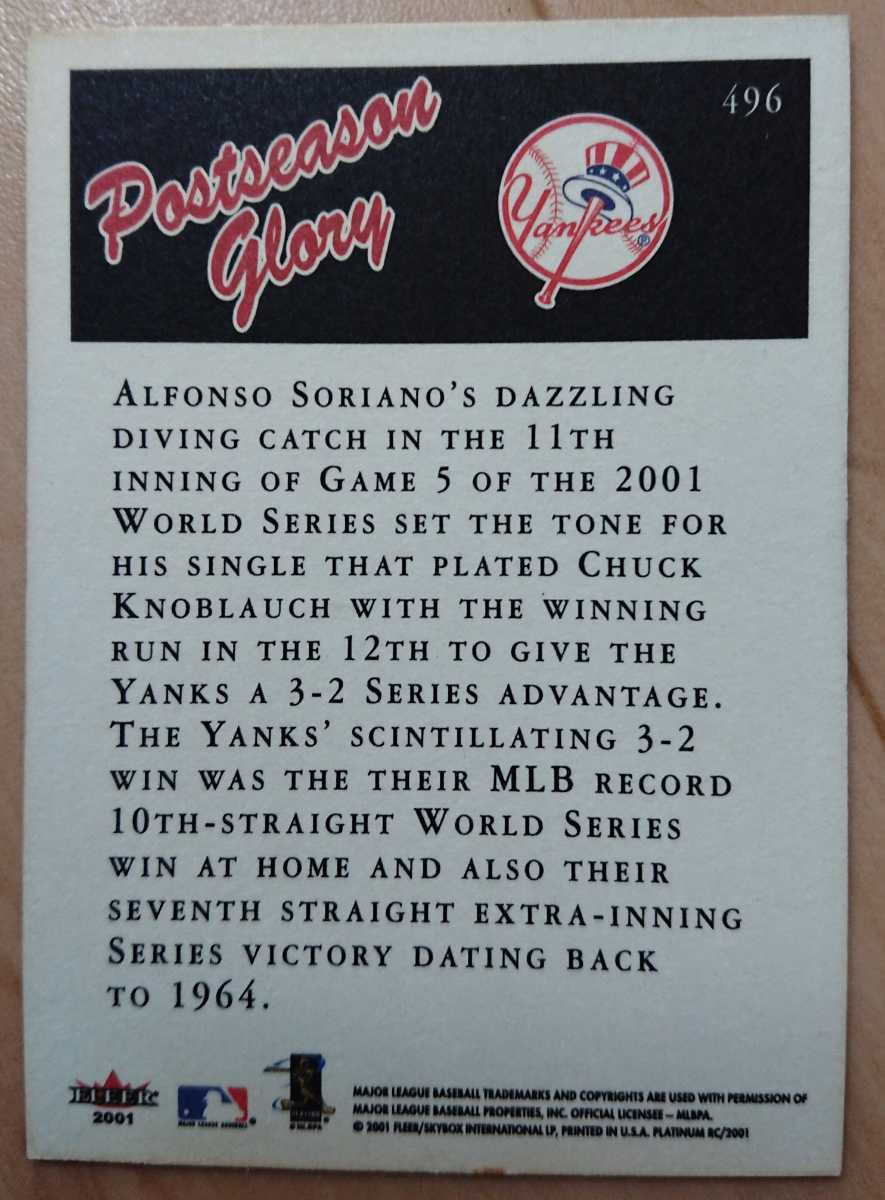 496
Postseason
Glory
Yankees®
ALFONSO SORIANO'S DAZZLING
DIVING CATCH IN THE 11TH
INNING OF GAME 5 OF THE 2001
WORLD SERIES SET THE TONE FOR
HIS SINGLE THAT PLATED CHUCK
KNOBLAUCH WITH THE WINNING
RUN IN THE 12TH TO GIVE THE
YANKS A 3-2 SERIES ADVANTAGE.
THE YANKS' SCINTILLATING 3-2
WIN WAS THE THEIR MLB RECORD
10TH-STRAIGHT WORLD SERIES
WIN AT HOME AND ALSO THEIR
SEVENTH STRAIGHT EXTRA-INNING
SERIES VICTORY DATING BACK
TO 1964.
FLEER
2001
MAJOR LEAGUE BASEBALL
© MLBPA
MAJOR LEAGUE BASEBALL TRADEMARKS AND COPYRIGHTS ARE USED WITH PERMISSION OF
MAJOR LEAGUE BASEBALL PROPERTIES, INC. OFFICIAL LICENSEE – MLBPA.
© 2001 FLEER/SKYBOX INTERNATIONAL LP, PRINTED IN U.S.A. PLATINUM RC/2001